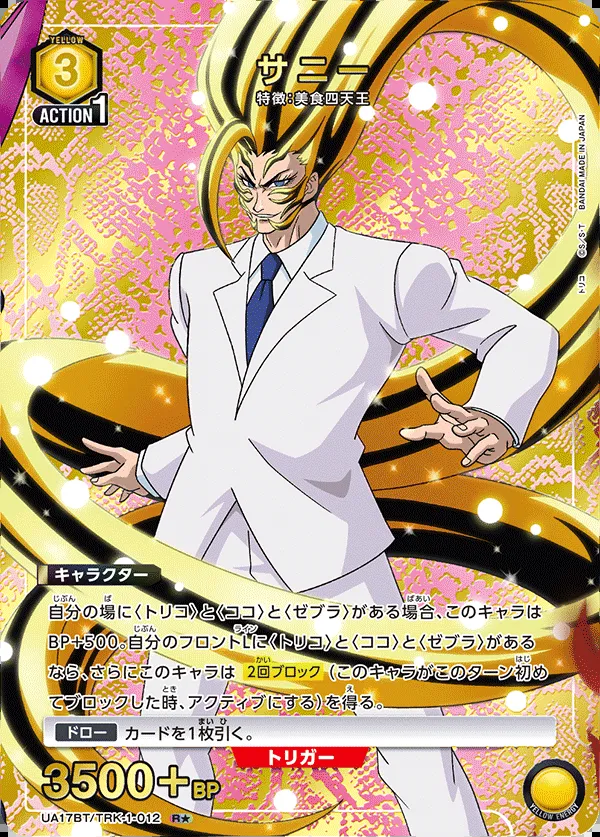 YELLOW
3
ACTION1
サニー
特徴:美食四天王
トリコ ©S/S・T BANDAI MADE IN JAPAN
キャラクター
自分の場に〈トリコ〉と〈ココ〉と〈ゼブラ〉がある場合、このキャラは
BP+500。自分のフロントLに〈トリコ〉と〈ココ〉と〈ゼブラ〉がある
なら、さらにこのキャラは 2回ブロック (このキャラがこのターン初め
てブロックした時、アクティブにする)を得る。
ドロー カードを1枚引く。
トリガー
3500+BP
UA17BT/TRK-1-012 R★
YELLOW ENERGY